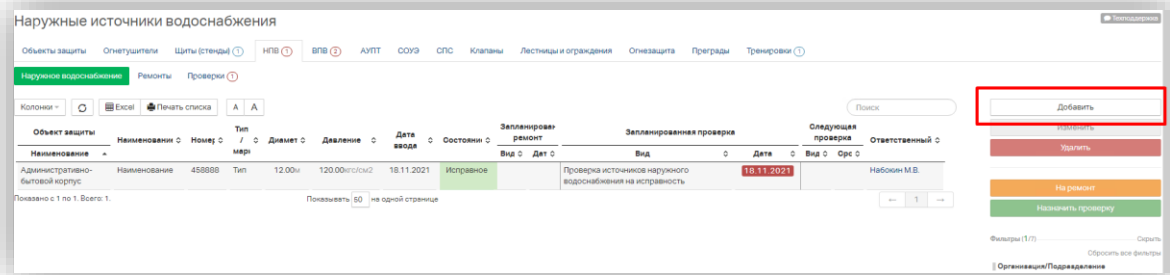 Наружные источники водоснабжения
Техподдержка
Объекты защиты Огнетушители Щиты (стенды) 1 НПВ 1 ВПВ 2 АУПТ СОУЭ СПС Клапаны Лестницы и ограждения Огнезащита Преграды Тренировки 1
Наружное водоснабжение Ремонты Проверки 1
Колонки Excel Печать списка A A Поиск
Добавить
Изменить
Удалить
Объект защиты Наименовани Номер Тип / мары Диамет Давление Дата ввода Состояни Запланирован ремонт Запланированная проверка Следующая проверка Ответственный
Наименование Вид Дат Вид Дата Вид Орг
Административно-бытовой корпус Наименование 458888 Тип 12.00м 120.00кгс/см2 18.11.2021 Исправное Проверка источников наружного водоснабжения на исправность 18.11.2021 Набокин М.В.
Показано с 1 по 1. Всего: 1. Показывать 50 на одной странице ← 1 →
На ремонт
Назначить проверку
Фильтры (1/7) Скрыть
Сбросить все фильтры
Организация/Подразделение